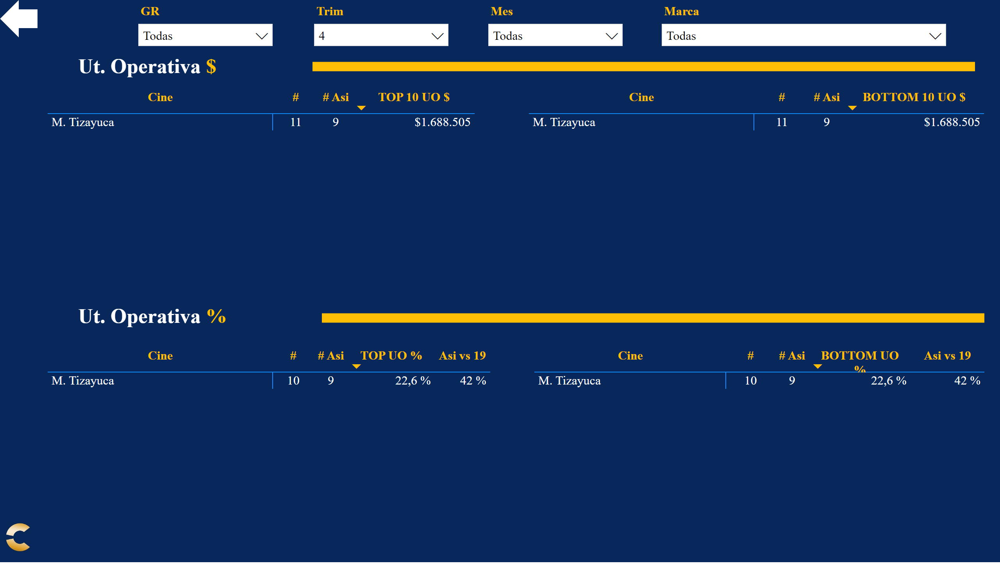 GR Trim Mes Marca
Todas 4 Todas Todas
Ut. Operativa $
Cine # # Asi TOP 10 UO $
M. Tizayuca 11 9 $1.688.505
Cine # # Asi BOTTOM 10 UO $
M. Tizayuca 11 9 $1.688.505
Ut. Operativa %
Cine # # Asi TOP UO % Asi vs 19
M. Tizayuca 10 9 22,6 % 42 %
Cine # # Asi BOTTOM UO Asi vs 19
%
M. Tizayuca 10 9 22,6 % 42 %